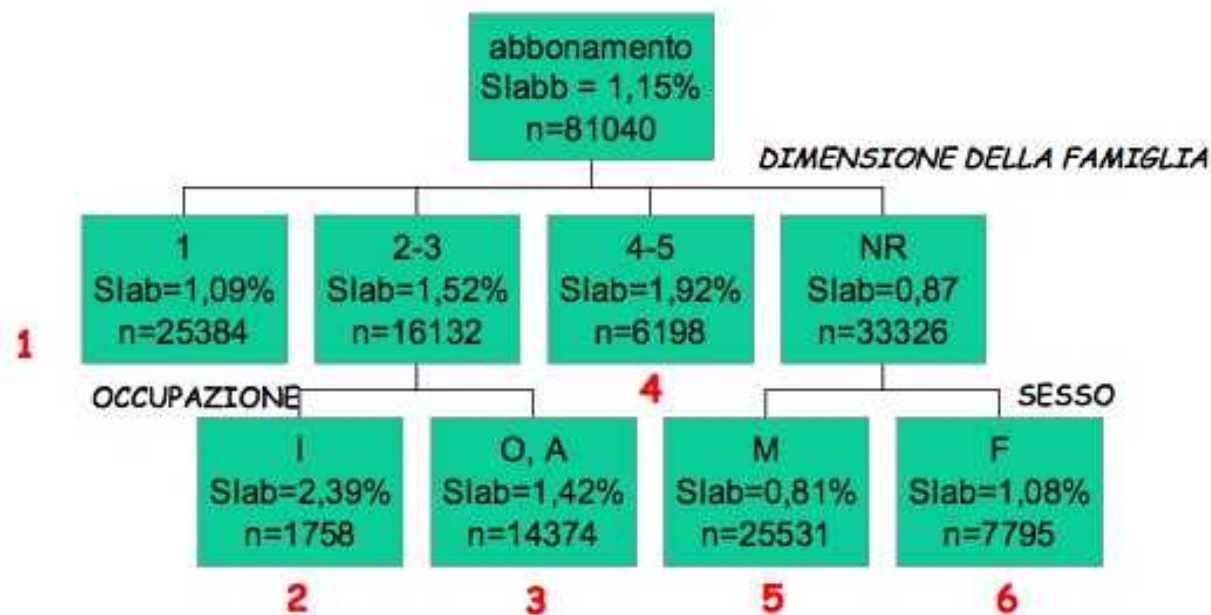 abbonamento
SIabb = 1,15%
n=81040
DIMENSIONE DELLA FAMIGLIA
1
SIab=1,09%
n=25384
2-3
SIab=1,52%
n=16132
4-5
SIab=1,92%
n=6198
NR
SIab=0,87
n=33326
1
4
OCCUPAZIONE
SESSO
I
SIab=2,39%
n=1758
O, A
SIab=1,42%
n=14374
M
SIab=0,81%
n=25531
F
SIab=1,08%
n=7795
2
3
5
6